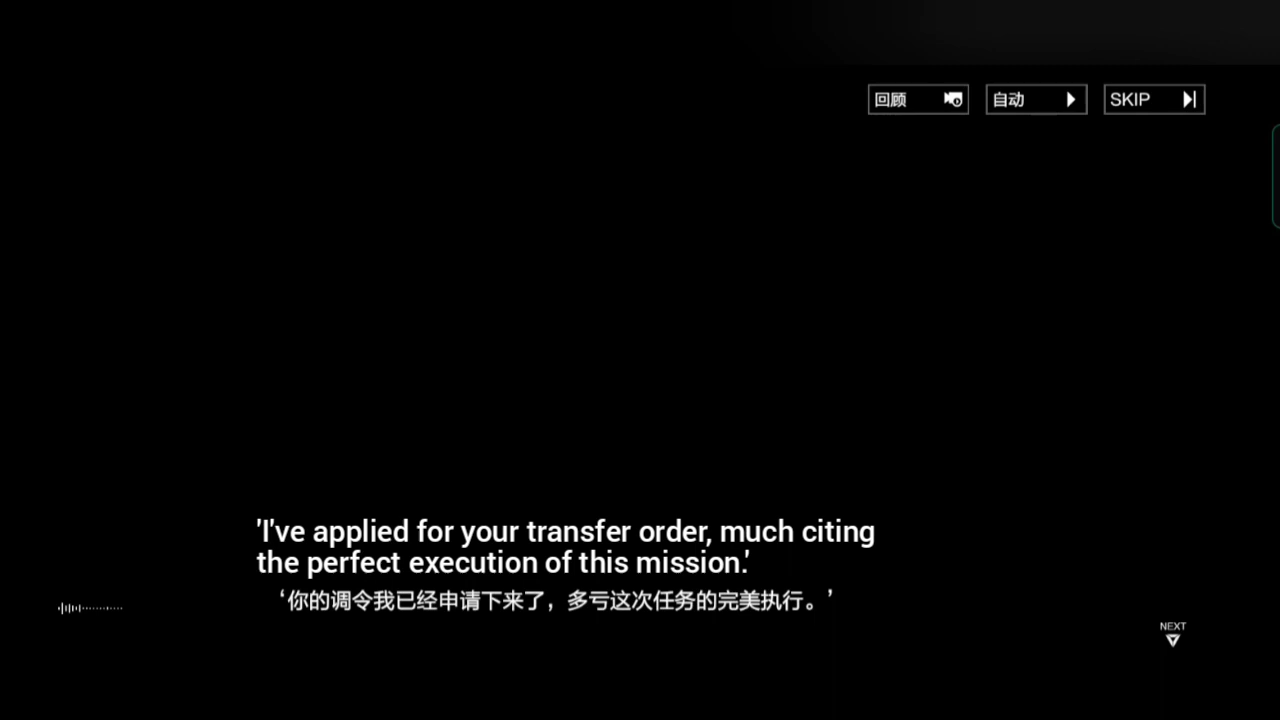 回顾
自动
SKIP
'I've applied for your transfer order, much citing
the perfect execution of this mission.'
‘你的调令我已经申请下来了，多亏这次任务的完美执行。’
NEXT